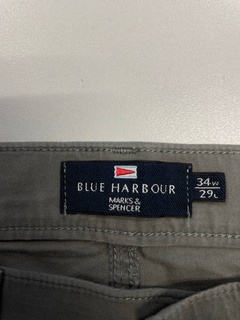 BLUE HARBOUR
MARKS &
SPENCER
34W
29L